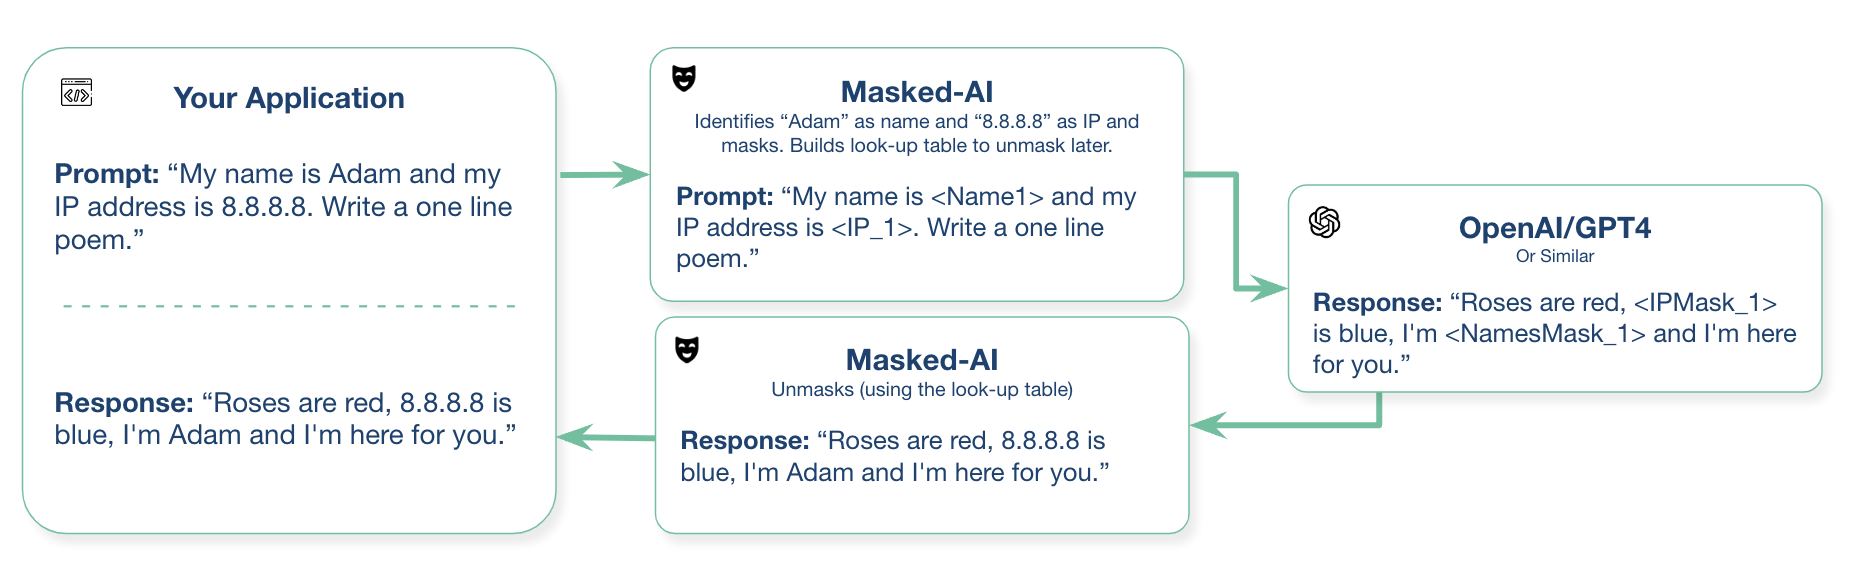 Your Application
Prompt: “My name is Adam and my
IP address is 8.8.8.8. Write a one line
poem.”
Response: “Roses are red, 8.8.8.8 is
blue, I'm Adam and I'm here for you.”
Masked-AI
Identifies “Adam” as name and “8.8.8.8” as IP and
masks. Builds look-up table to unmask later.
Prompt: “My name is <Name1> and my
IP address is <IP_1>. Write a one line
poem.”
OpenAI/GPT4
Or Similar
Response: “Roses are red, <IPMask_1>
is blue, I'm <NamesMask_1> and I'm here
for you.”
Masked-AI
Unmasks (using the look-up table)
Response: “Roses are red, 8.8.8.8 is
blue, I'm Adam and I'm here for you.”